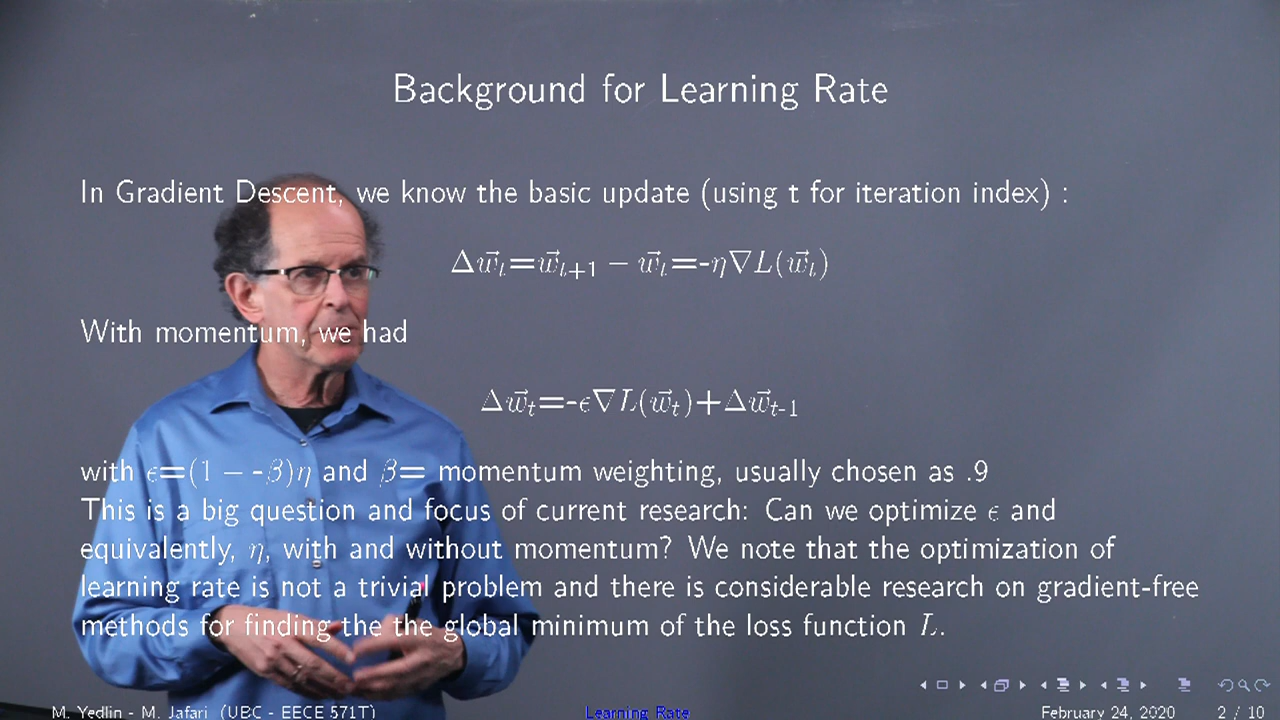 Background for Learning Rate
In Gradient Descent, we know the basic update (using t for iteration index) :
Δw⃗ₜ=w⃗ₜ₊₁ − w⃗ₜ=-η∇L(w⃗ₜ)
With momentum, we had
Δw⃗ₜ=-ϵ∇L(w⃗ₜ)+Δw⃗ₜ₋₁
with ϵ=(1 − -β)η and β= momentum weighting, usually chosen as .9
This is a big question and focus of current research: Can we optimize ϵ and
equivalently, η, with and without momentum? We note that the optimization of
learning rate is not a trivial problem and there is considerable research on gradient-free
methods for finding the the global minimum of the loss function L.
M. Yedlin - M. Jafari (UBC - EECE 571T) Learning Rate February 24, 2020 2 / 10